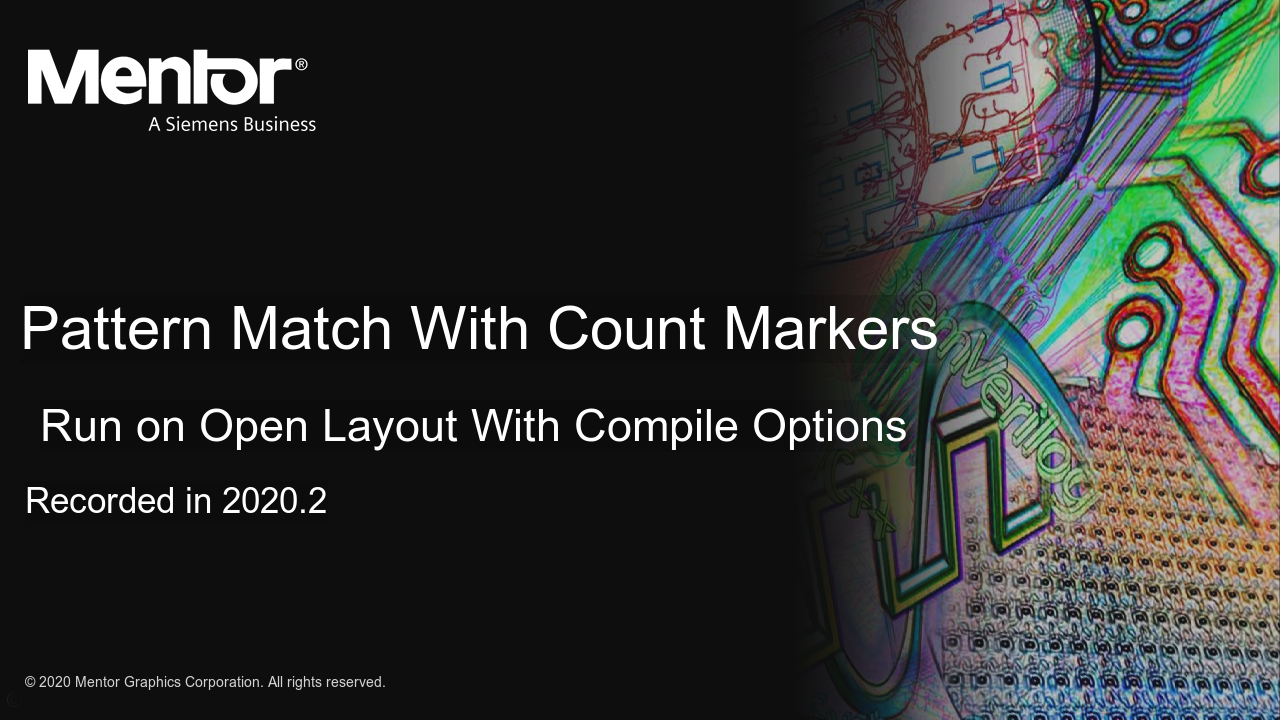 Mentor®
A Siemens Business
Pattern Match With Count Markers
Run on Open Layout With Compile Options
Recorded in 2020.2
© 2020 Mentor Graphics Corporation. All rights reserved.
SystemVerilog
C++